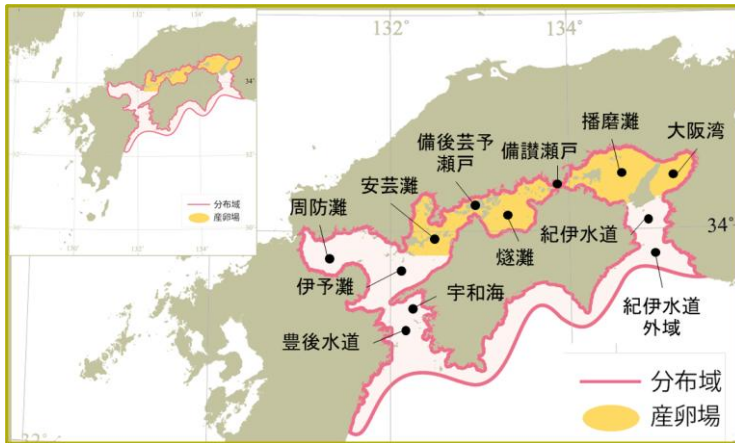 132°
134°
34°
分布域
産卵場
播磨灘
大阪湾
備讃瀬戸
備後芸予
瀬戸
安芸灘
周防灘
紀伊水道
34°
燧灘
伊予灘
宇和海
紀伊水道
外域
豊後水道
分布域
産卵場
32°